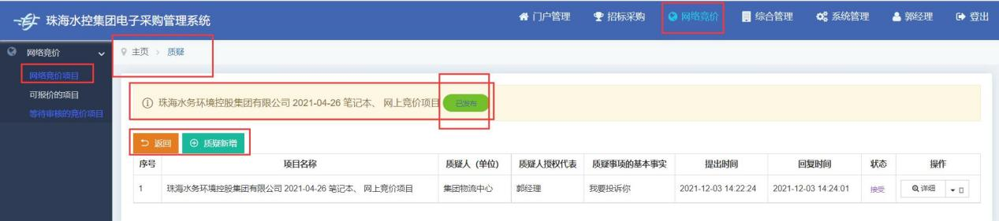 珠海水控集团电子采购管理系统
门户管理 招标采购 网络竞价 综合管理 系统管理 郭经理 登出
网络竞价
网络竞价项目
可报价的项目
等待审核的竞价项目
主页 > 质疑
珠海水务环境控股集团有限公司 2021-04-26 笔记本、 网上竞价项目 已发布
返回 质疑新增
序号 项目名称 质疑人（单位） 质疑人授权代表 质疑事项的基本事实 提出时间 回复时间 状态 操作
1 珠海水务环境控股集团有限公司 2021-04-26 笔记本、 网上竞价项目 集团物流中心 郭经理 我要投诉你 2021-12-03 14:22:24 2021-12-03 14:24:01 接受 详细